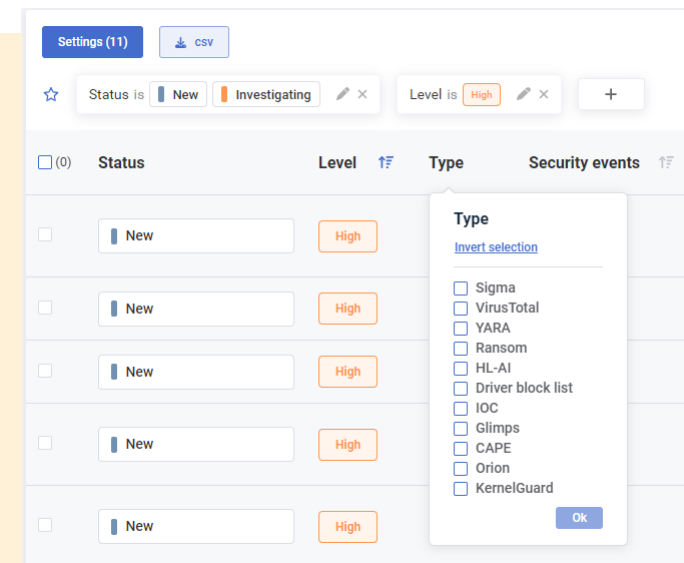 Settings (11) csv
Status is New Investigating Level is High +
(0) Status Level Type Security events
New High
New High
New High
New High
New High
Type
Invert selection
Sigma
VirusTotal
YARA
Ransom
HL-AI
Driver block list
IOC
Glimps
CAPE
Orion
KernelGuard
Ok